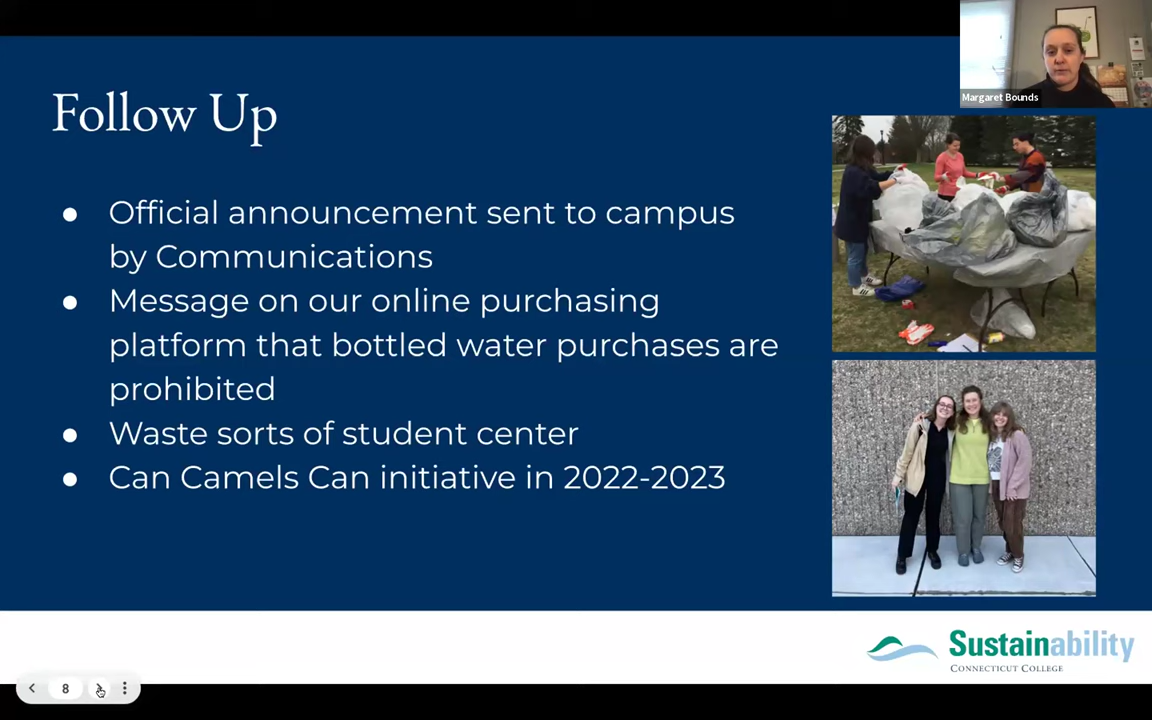 Margaret Bounds
Follow Up
● Official announcement sent to campus
by Communications
● Message on our online purchasing
platform that bottled water purchases are
prohibited
● Waste sorts of student center
● Can Camels Can initiative in 2022-2023
Sustainability
CONNECTICUT COLLEGE
8